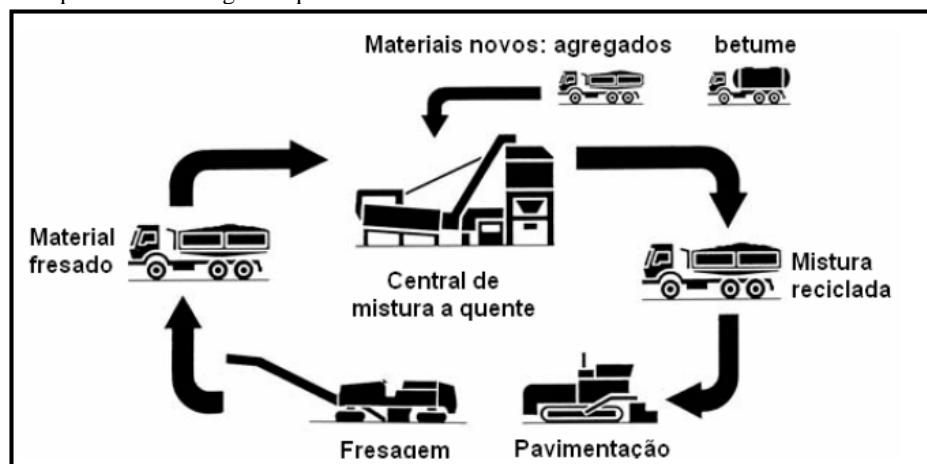 Materiais novos: agregados betume
Material
fresado
Central de
mistura a quente
Mistura
reciclada
Fresagem
Pavimentação